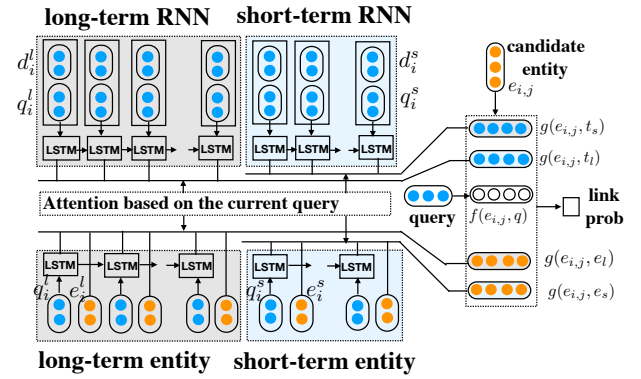 long-term RNN
short-term RNN
d_i^l
q_i^l
d_i^s
q_i^s
LSTM LSTM LSTM LSTM
LSTM LSTM LSTM
candidate
entity
e_{i,j}
g(e_{i,j}, t_s)
g(e_{i,j}, t_l)
Attention based on the current query
query
f(e_{i,j}, q)
link
prob
LSTM LSTM LSTM
LSTM LSTM
q_i^l e_i^l
q_i^s e_i^s
g(e_{i,j}, e_l)
g(e_{i,j}, e_s)
long-term entity
short-term entity